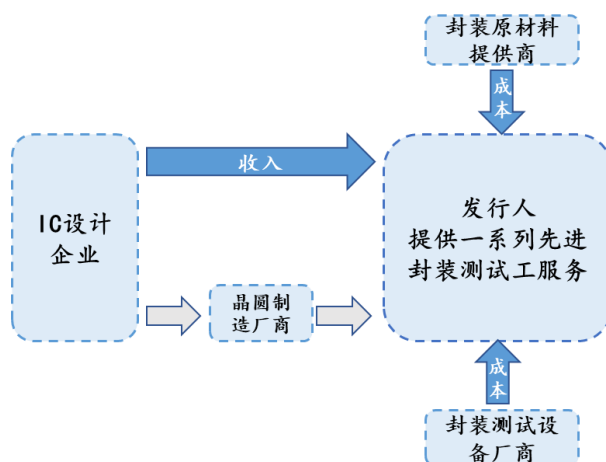 封装原材料
提供商
成本
收入
IC设计
企业
发行人
提供一系列先进
封装测试工服务
晶圆制
造厂商
成本
封装测试设
备厂商